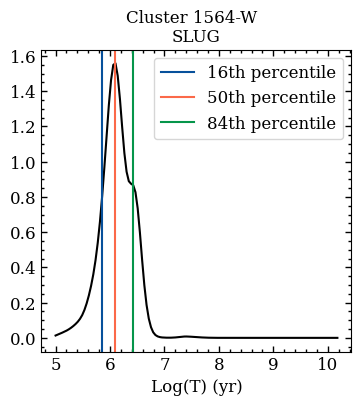 Cluster 1564-W
SLUG
16th percentile
50th percentile
84th percentile
1.6
1.4
1.2
1.0
0.8
0.6
0.4
0.2
0.0
5 6 7 8 9 10
Log(T) (yr)